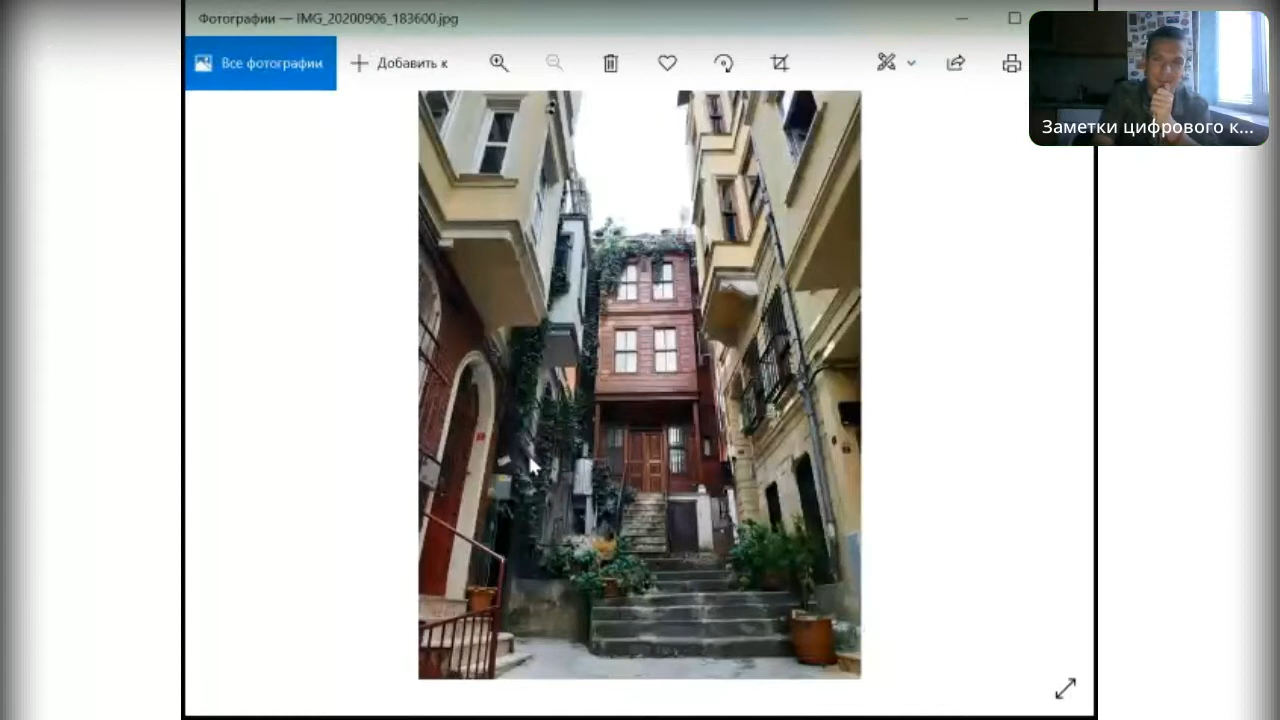 Фотографии — IMG_20200906_183600.jpg
Все фотографии
Добавить к
Заметки цифрового к...